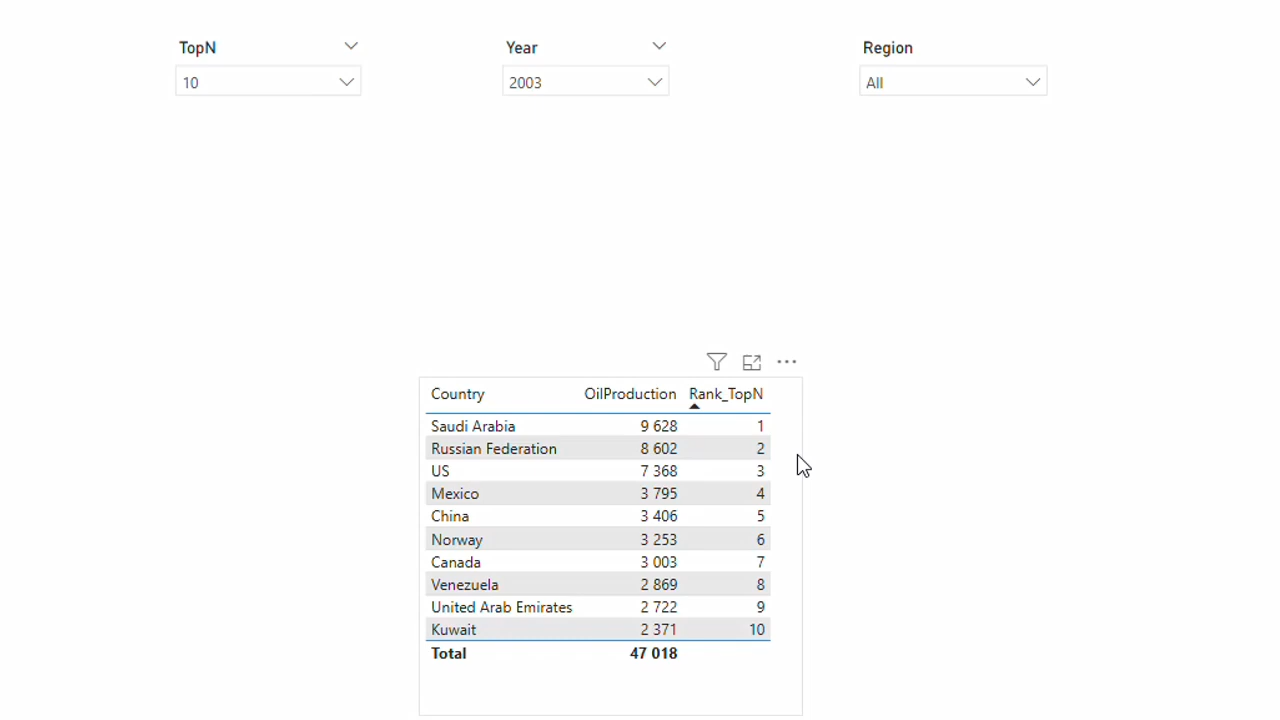 TopN Year Region
10 2003 All
Country OilProduction Rank_TopN
Saudi Arabia 9 628 1
Russian Federation 8 602 2
US 7 368 3
Mexico 3 795 4
China 3 406 5
Norway 3 253 6
Canada 3 003 7
Venezuela 2 869 8
United Arab Emirates 2 722 9
Kuwait 2 371 10
Total 47 018